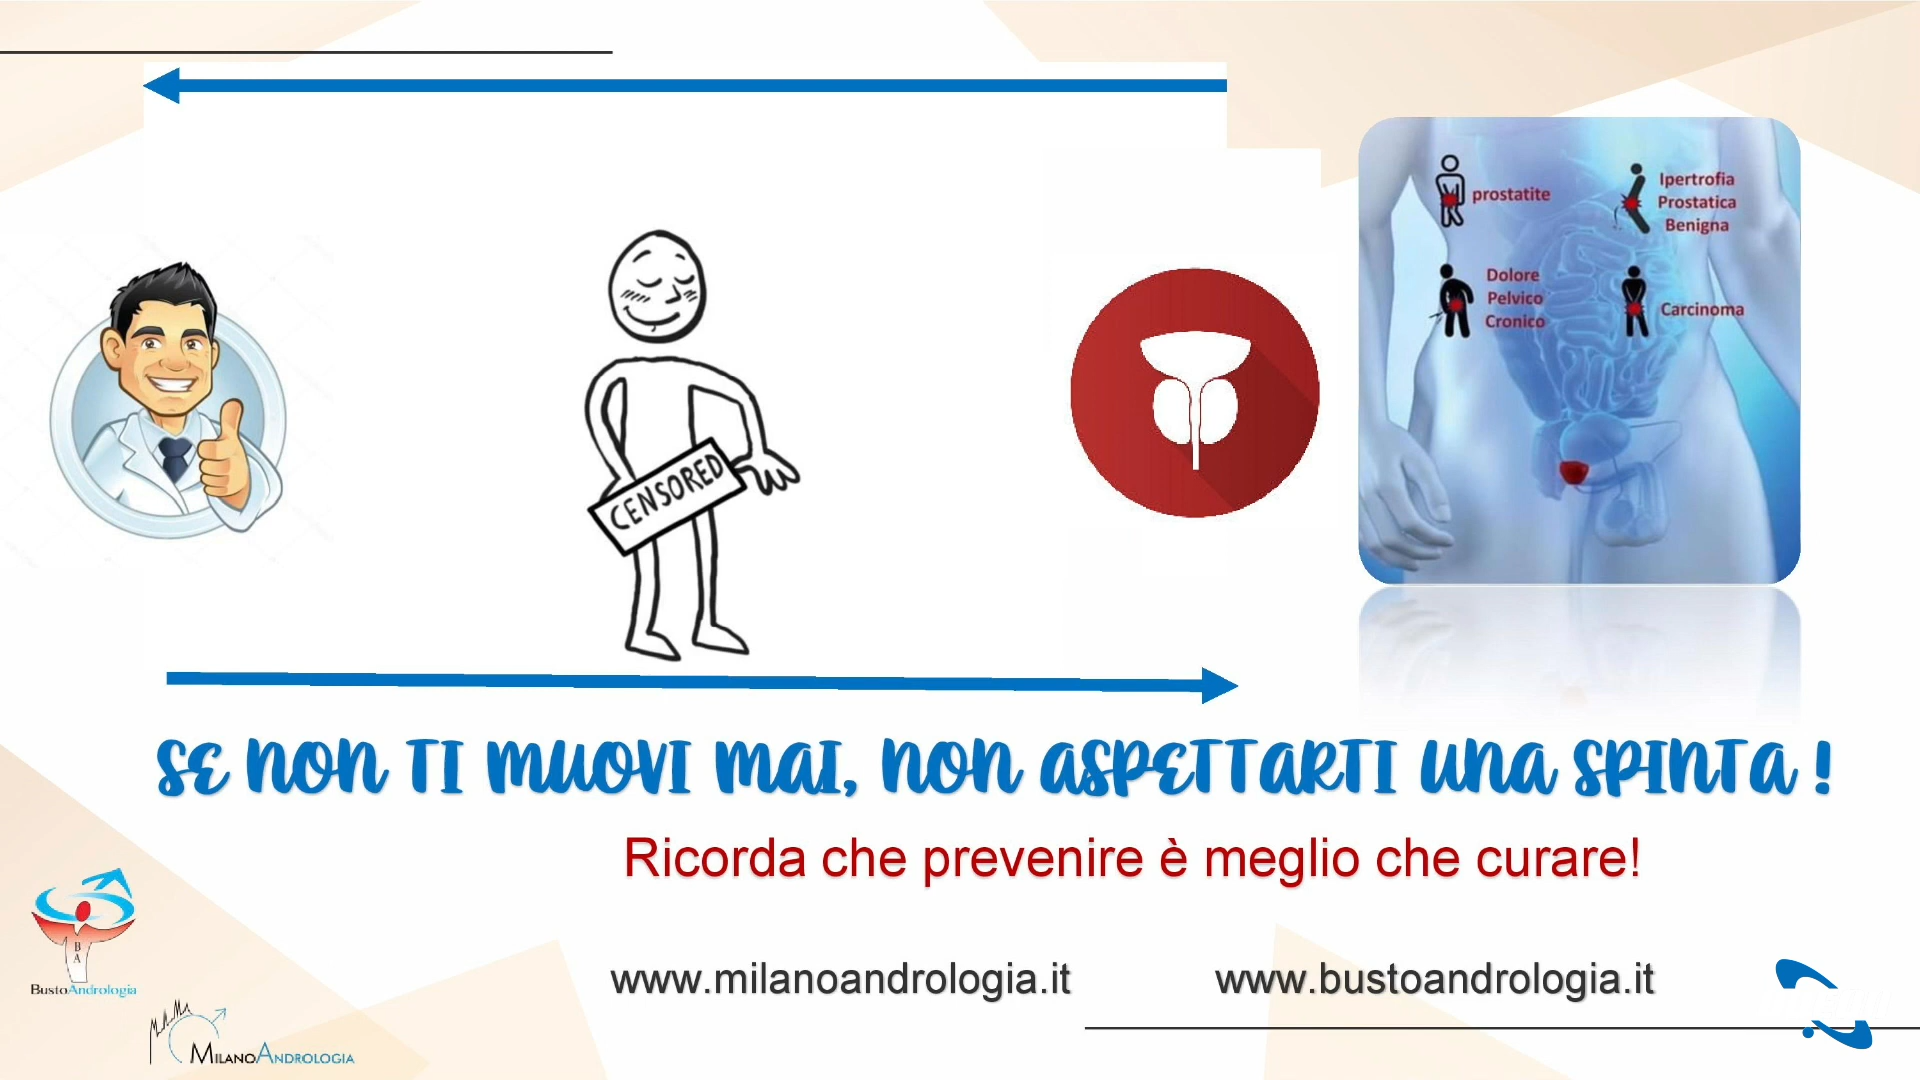 prostatite
Ipertrofia
Prostatica
Benigna
Dolore
Pelvico
Cronico
Carcinoma
CENSORED
SE NON TI MUOVI MAI, NON ASPETTARTI UNA SPINTA !
Ricorda che prevenire è meglio che curare!
www.milanoandrologia.it
www.bustoandrologia.it
B
A
BustoAndrologia
MILANOANDROLOGIA